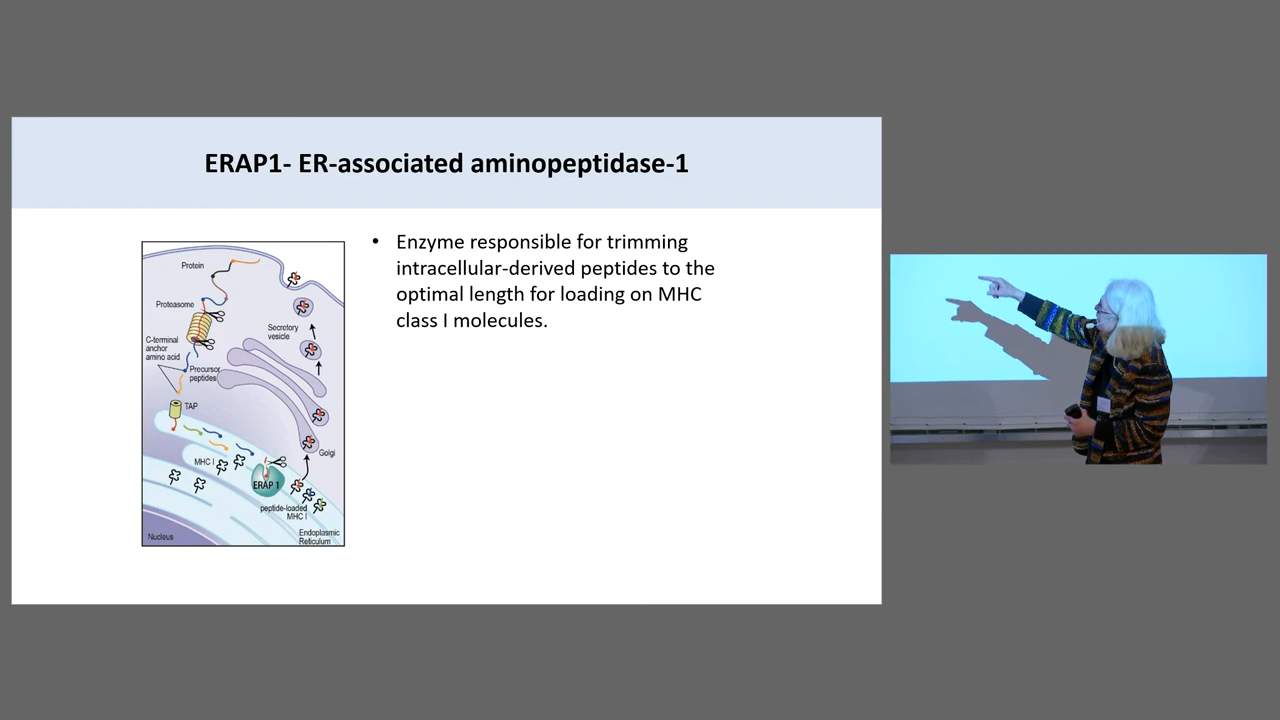 ERAP1- ER-associated aminopeptidase-1
• Enzyme responsible for trimming
intracellular-derived peptides to the
optimal length for loading on MHC
class I molecules.
Protein
Proteasome
C-terminal
anchor
amino acid
Precursor
peptides
TAP
Secretory
vesicle
Golgi
MHC I
ERAP 1
peptide-loaded
MHC I
Nucleus
Endoplasmic
Reticulum